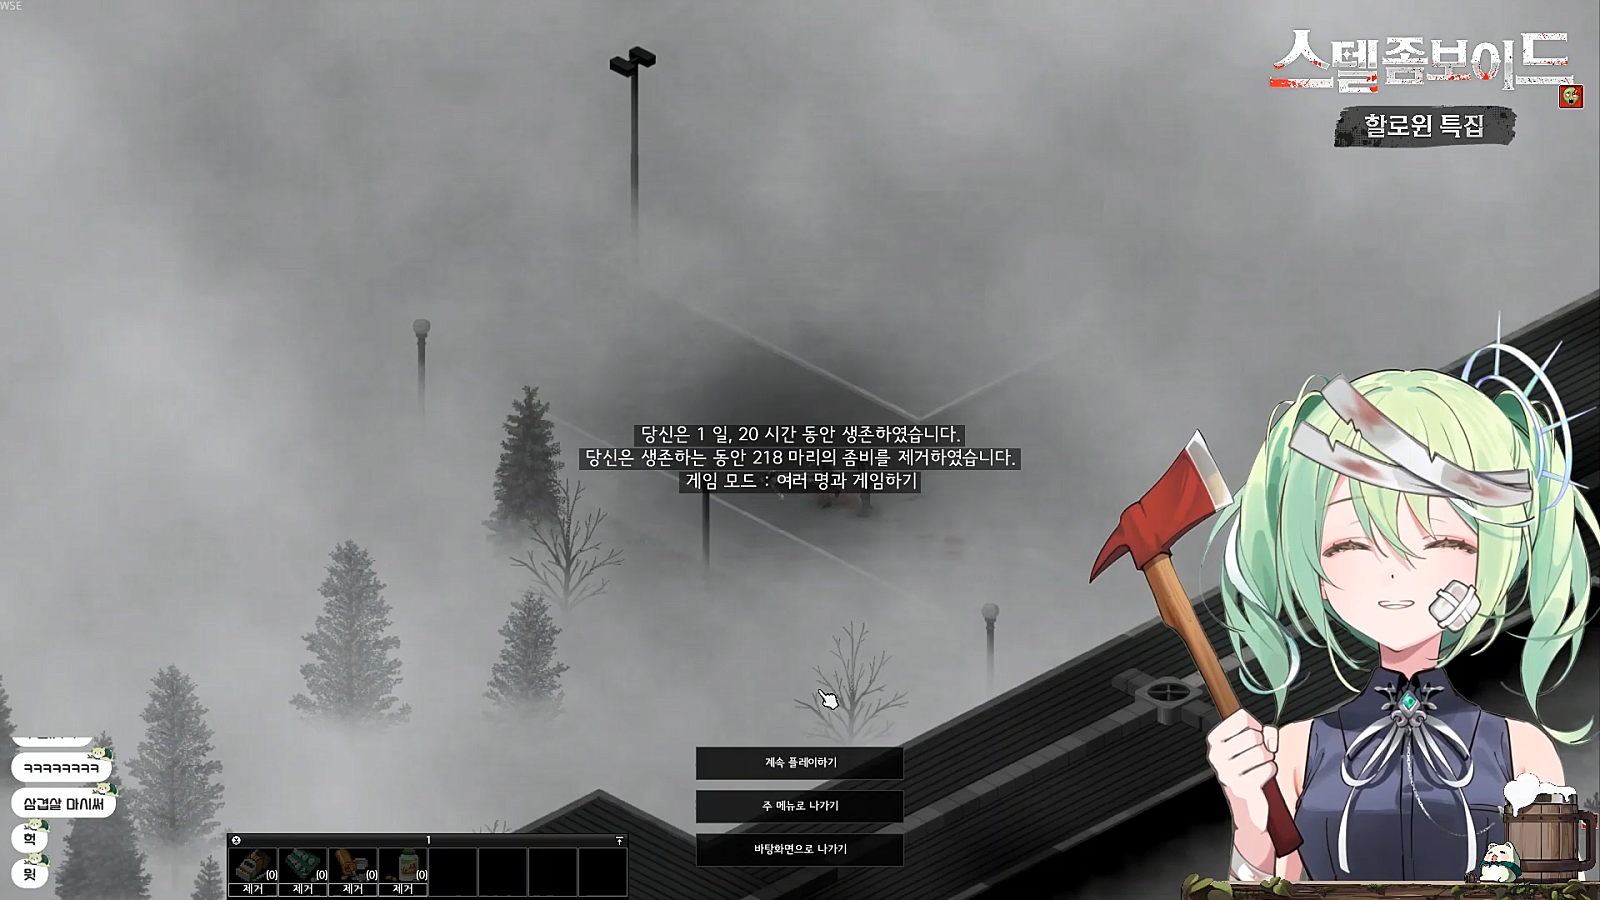 WSE
스텔좀보이드
할로윈 특집
당신은 1 일, 20 시간 동안 생존하였습니다.
당신은 생존하는 동안 218 마리의 좀비를 제거하였습니다.
게임 모드 : 여러 명과 게임하기
계속 플레이하기
주 메뉴로 나가기
바탕화면으로 나가기
ㅋㅋㅋㅋㅋㅋㅋㅋ
삼겹살 마시써
헉
윗
1
(0) (0) (0) (0)
제거 제거 제거 제거